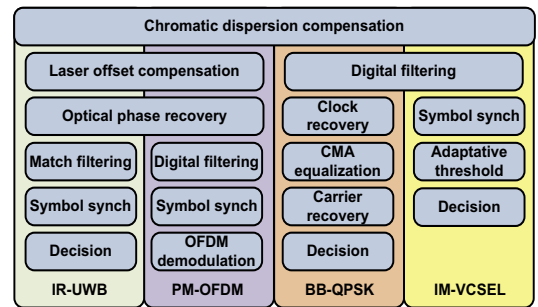 Chromatic dispersion compensation
Laser offset compensation
Digital filtering
Optical phase recovery
Clock
recovery
Symbol synch
Match filtering
Digital filtering
CMA
equalization
Adaptative
threshold
Symbol synch
Symbol synch
Carrier
recovery
Decision
Decision
OFDM
demodulation
Decision
IR-UWB
PM-OFDM
BB-QPSK
IM-VCSEL